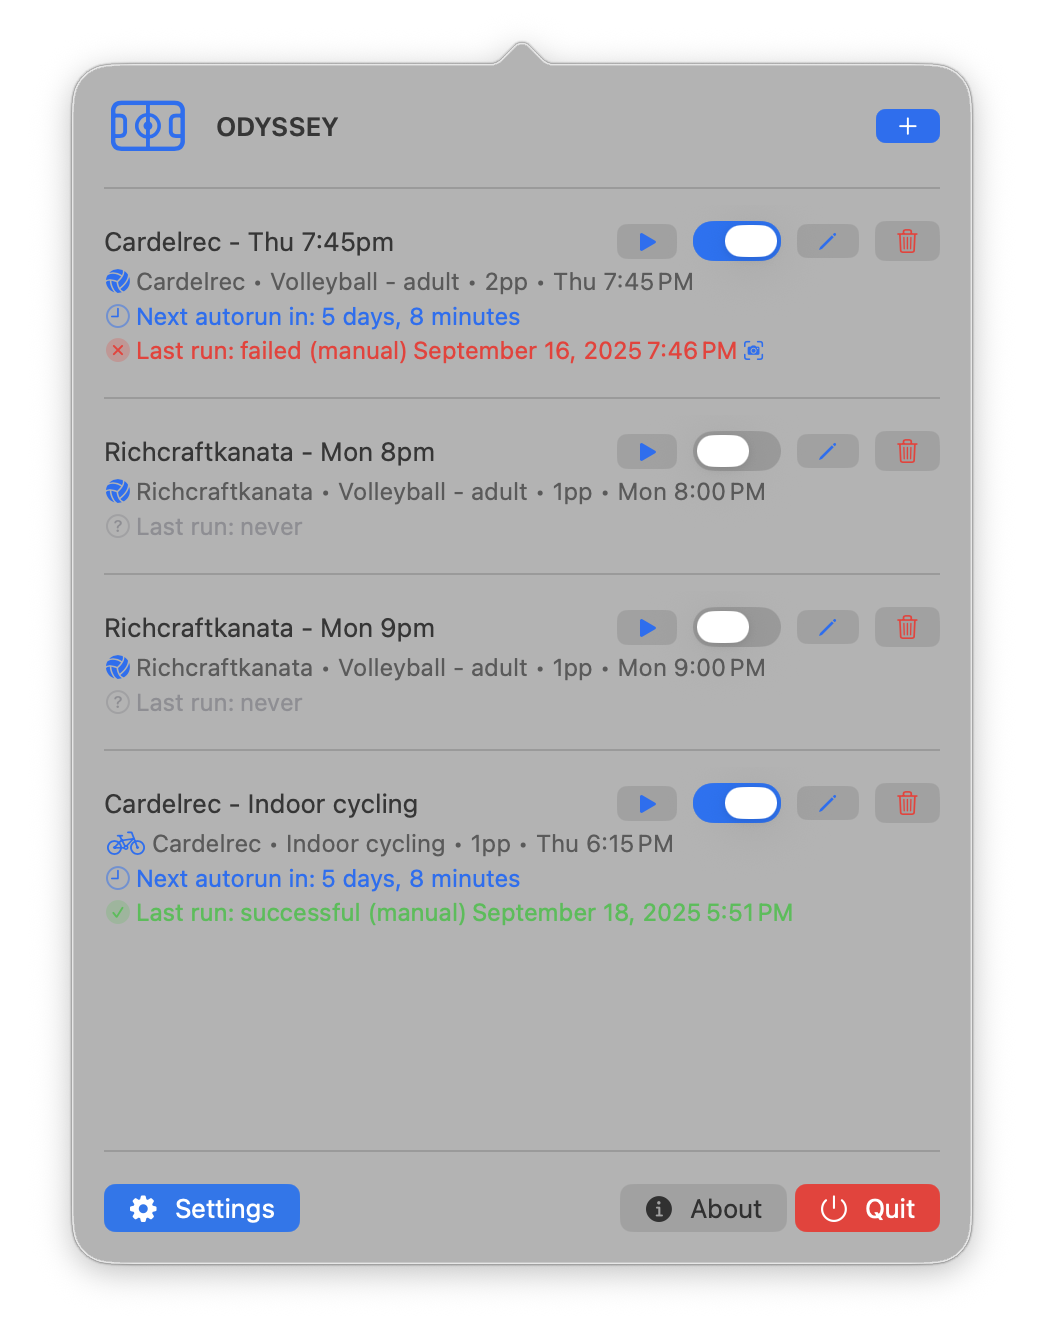 ODYSSEY
Cardelrec - Thu 7:45pm
Cardelrec • Volleyball - adult • 2pp • Thu 7:45 PM
Next autorun in: 5 days, 8 minutes
Last run: failed (manual) September 16, 2025 7:46 PM
Richcraftkanata - Mon 8pm
Richcraftkanata • Volleyball - adult • 1pp • Mon 8:00 PM
Last run: never
Richcraftkanata - Mon 9pm
Richcraftkanata • Volleyball - adult • 1pp • Mon 9:00 PM
Last run: never
Cardelrec - Indoor cycling
Cardelrec • Indoor cycling • 1pp • Thu 6:15 PM
Next autorun in: 5 days, 8 minutes
Last run: successful (manual) September 18, 2025 5:51 PM
Settings About Quit